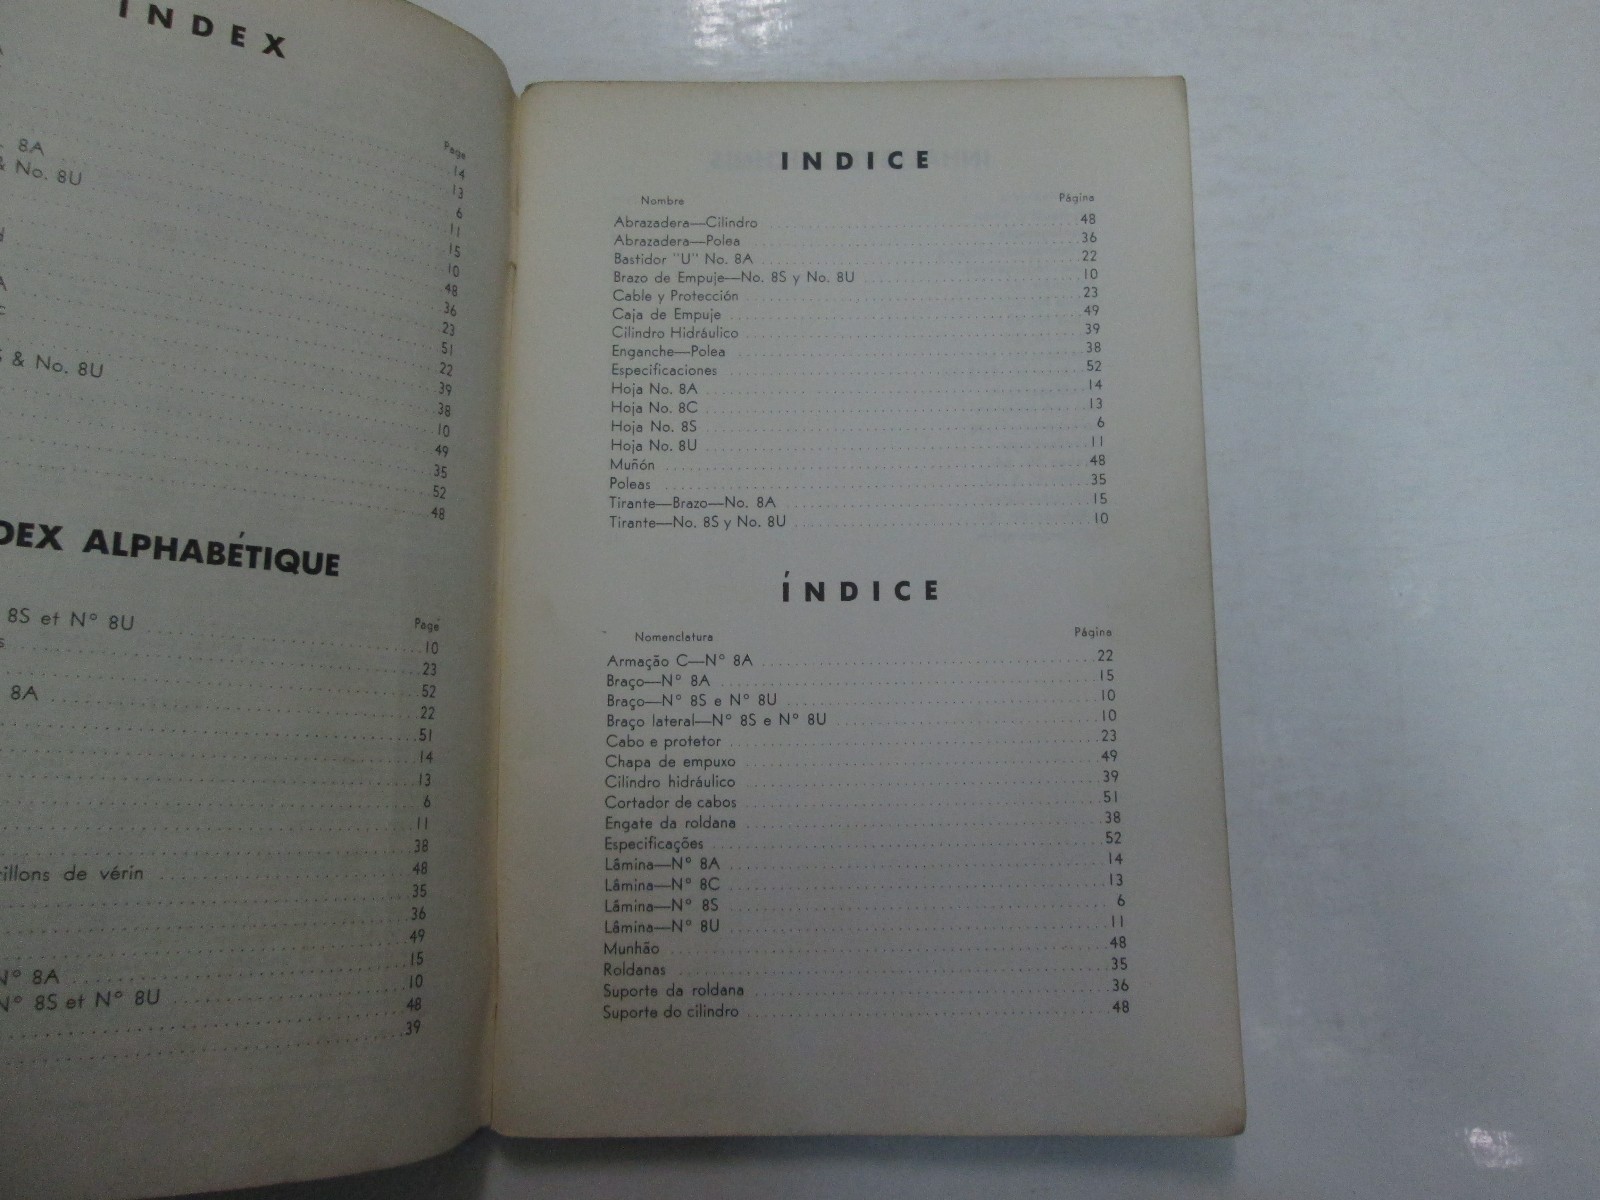 INDEX
Page
14
8A 13
& No. 8U 6
11
15
10
48
36
23
51
22
& No. 8U 39
38
10
49
35
52
48
INDEX ALPHABÉTIQUE
Page
8S et N° 8U 10
23
52
8A 22
51
14
13
6
11
38
48
de vérin 35
36
49
15
10
N° 8A 48
N° 8S et N° 8U 39
INDICE
Nombre Página
Abrazadera—Cilindro 48
Abrazadera—Polea 36
Bastidor "U" No. 8A 22
Brazo de Empuje—No. 8S y No. 8U 10
Cable y Protección 23
Caja de Empuje 49
Cilindro Hidráulico 39
Enganche—Polea 38
Especificaciones 52
Hoja No. 8A 14
Hoja No. 8C 13
Hoja No. 8S 6
Hoja No. 8U 11
Muñón 48
Poleas 35
Tirante—Brazo—No. 8A 15
Tirante—No. 8S y No. 8U 10
ÍNDICE
Nomenclatura Página
Armação C—N° 8A 22
Braço—N° 8A 15
Braço—N° 8S e N° 8U 10
Braço lateral—N° 8S e N° 8U 10
Cabo e protetor 23
Chapa de empuxo 49
Cilindro hidráulico 39
Cortador de cabos 51
Engate da roldana 38
Especificações 52
Lâmina—N° 8A 14
Lâmina—N° 8C 13
Lâmina—N° 8S 6
Lâmina—N° 8U 11
Munhão 48
Roldanas 35
Suporte da roldana 36
Suporte do cilindro 48